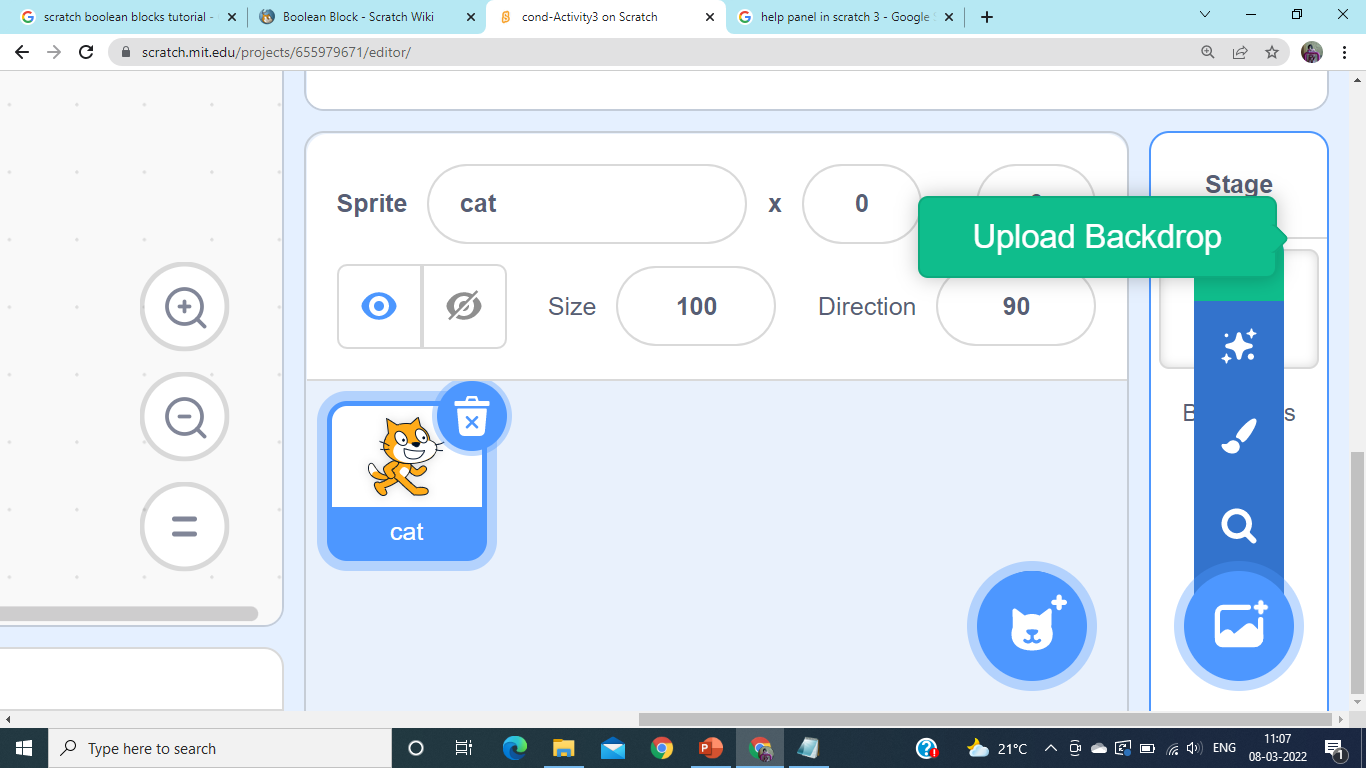 scratch boolean blocks tutorial -
Boolean Block - Scratch Wiki
cond-Activity3 on Scratch
help panel in scratch 3 - Google
scratch.mit.edu/projects/655979671/editor/
Sprite
cat
x
0
Stage
Upload Backdrop
Size
100
Direction
90
cat
Type here to search
21°C
ENG
11:07
08-03-2022
1